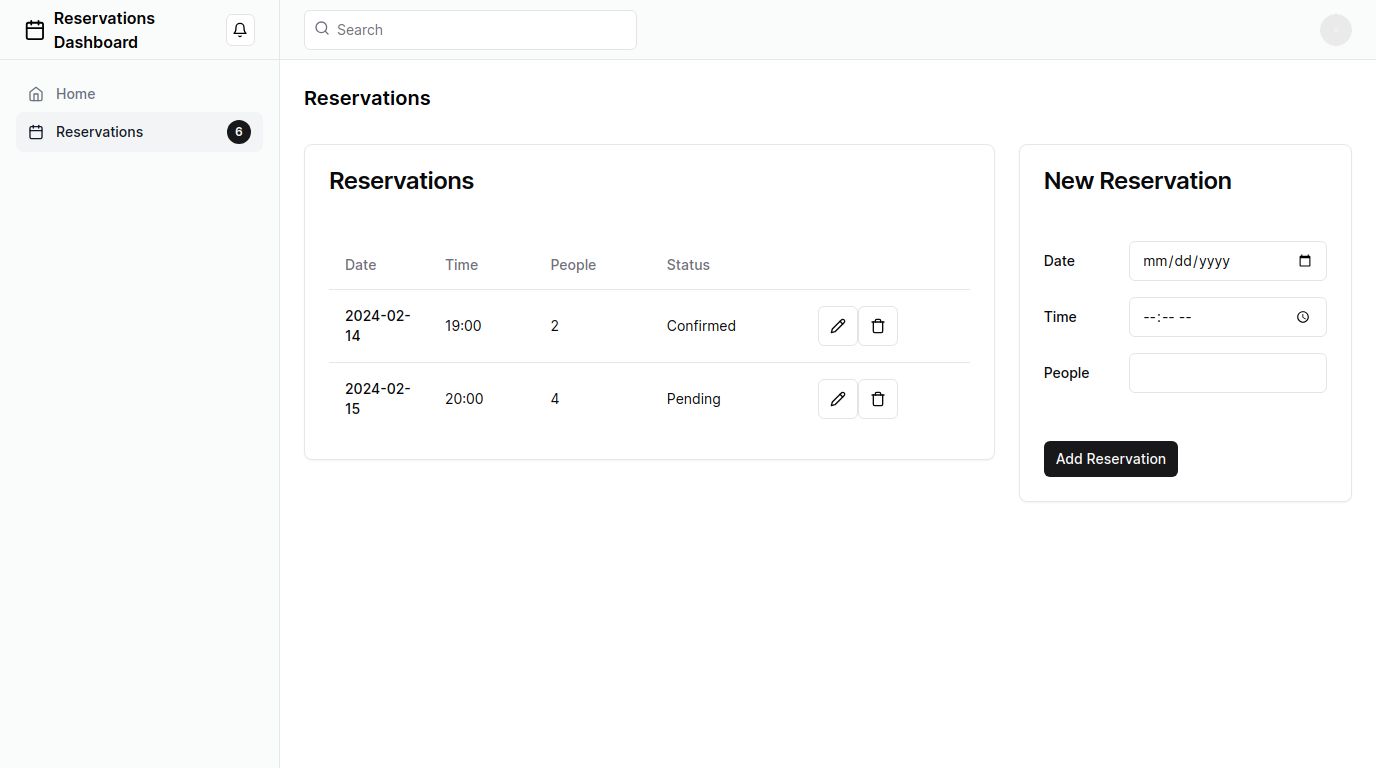 Reservations
Dashboard
Search
Home
Reservations 6
Reservations
Reservations
Date Time People Status
2024-02-
14
19:00 2 Confirmed
2024-02-
15
20:00 4 Pending
New Reservation
Date mm/dd/yyyy
Time --:-- --
People
Add Reservation